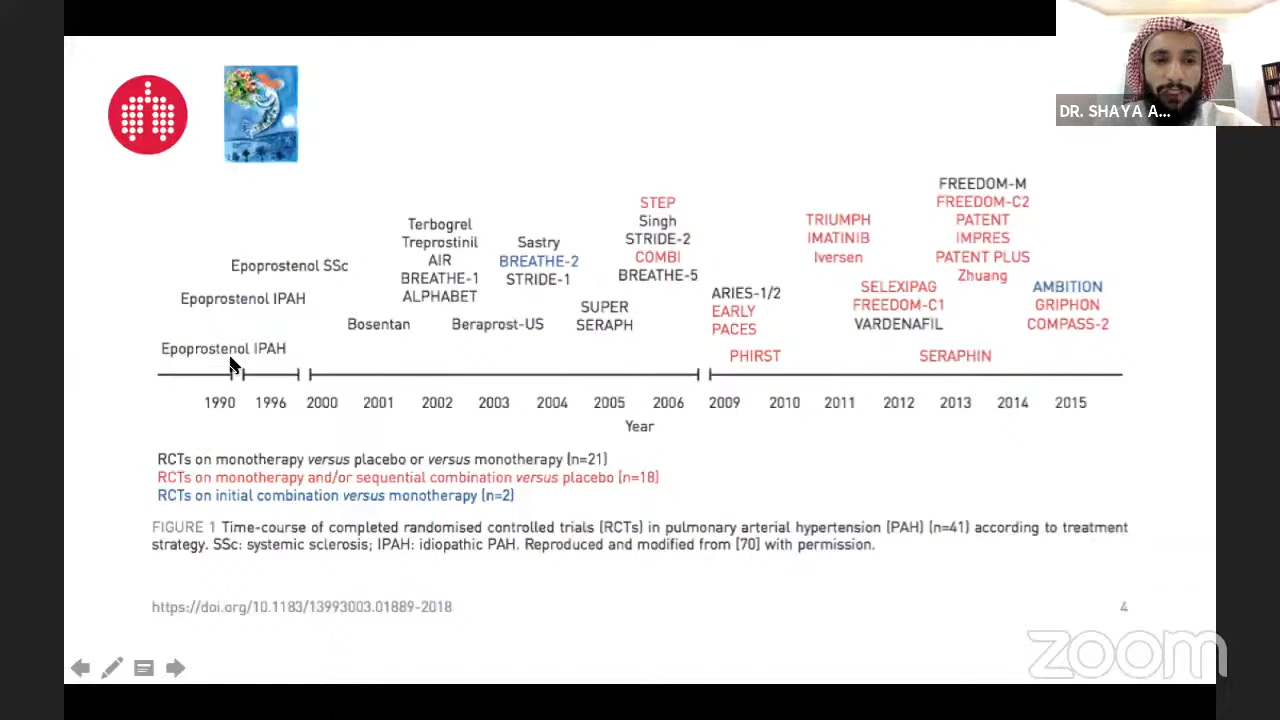 DR. SHAYA A...
FREEDOM-M
STEP
FREEDOM-C2
Terbogrel
Singh
TRIUMPH
PATENT
Treprostinil
Sastry
STRIDE-2
IMATINIB
IMPRES
Epoprostenol SSc
AIR
BREATHE-2
COMBI
Iversen
PATENT PLUS
BREATHE-1
STRIDE-1
BREATHE-5
Zhuang
Epoprostenol IPAH
ALPHABET
SUPER
ARIES-1/2
SELEXIPAG
AMBITION
EARLY
FREEDOM-C1
GRIPHON
Bosentan
Beraprost-US
SERAPH
PACES
VARDENAFIL
COMPASS-2
Epoprostenol IPAH
PHIRST
SERAPHIN
1990 1996 2000 2001 2002 2003 2004 2005 2006 2009 2010 2011 2012 2013 2014 2015
Year
RCTs on monotherapy versus placebo or versus monotherapy (n=21)
RCTs on monotherapy and/or sequential combination versus placebo (n=18)
RCTs on initial combination versus monotherapy (n=2)
FIGURE 1 Time-course of completed randomised controlled trials (RCTs) in pulmonary arterial hypertension (PAH) (n=41) according to treatment
strategy. SSc: systemic sclerosis; IPAH: idiopathic PAH. Reproduced and modified from [70] with permission.
https://doi.org/10.1183/13993003.01889-2018
4
zoom